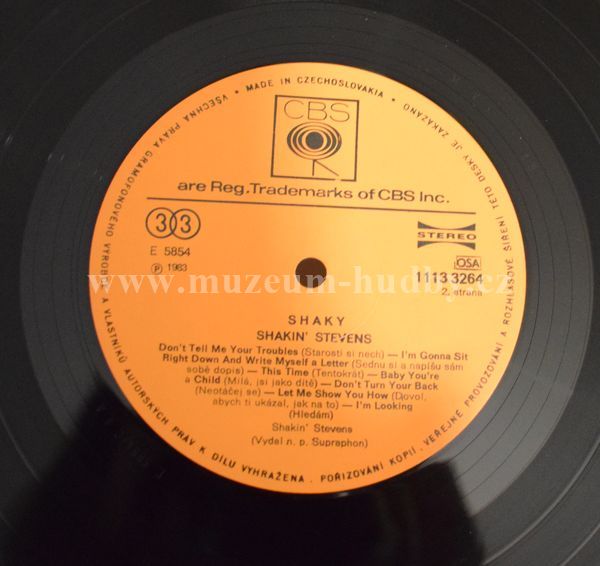 VŠECHNA PRÁVA GRAMOFONOVÉHO VÝROBCE A VLASTNÍKŮ AUTORSKÝCH PRÁV K DÍLU VYHRAŽENA . POŘIZOVÁNÍ KOPIÍ . VEŘEJNÉ PROVOZOVÁNÍ A ROZHLASOVÉ ŠÍŘENÍ TÉTO DESKY JE ZAKÁZÁNO
• MADE IN CZECHOSLOVAKIA •
CBS
are Reg.Trademarks of CBS Inc.
33
STEREO
E 5854
OSA
℗ 1983
1113 3264
2. strana
www.muzeum-hudby.cz
SHAKY
SHAKIN' STEVENS
Don't Tell Me Your Troubles (Starosti si nech) — I'm Gonna Sit
Right Down And Write Myself a Letter (Sednu si a napíšu sám
sobě dopis) — This Time (Tentokrát) — Baby You're
a Child (Milá, jsi jako dítě) — Don't Turn Your Back
(Neotáčej se) — Let Me Show You How (Dovol,
abych ti ukázal, jak na to) — I'm Looking
(Hledám)
Shakin' Stevens
(Vydal n. p. Supraphon)